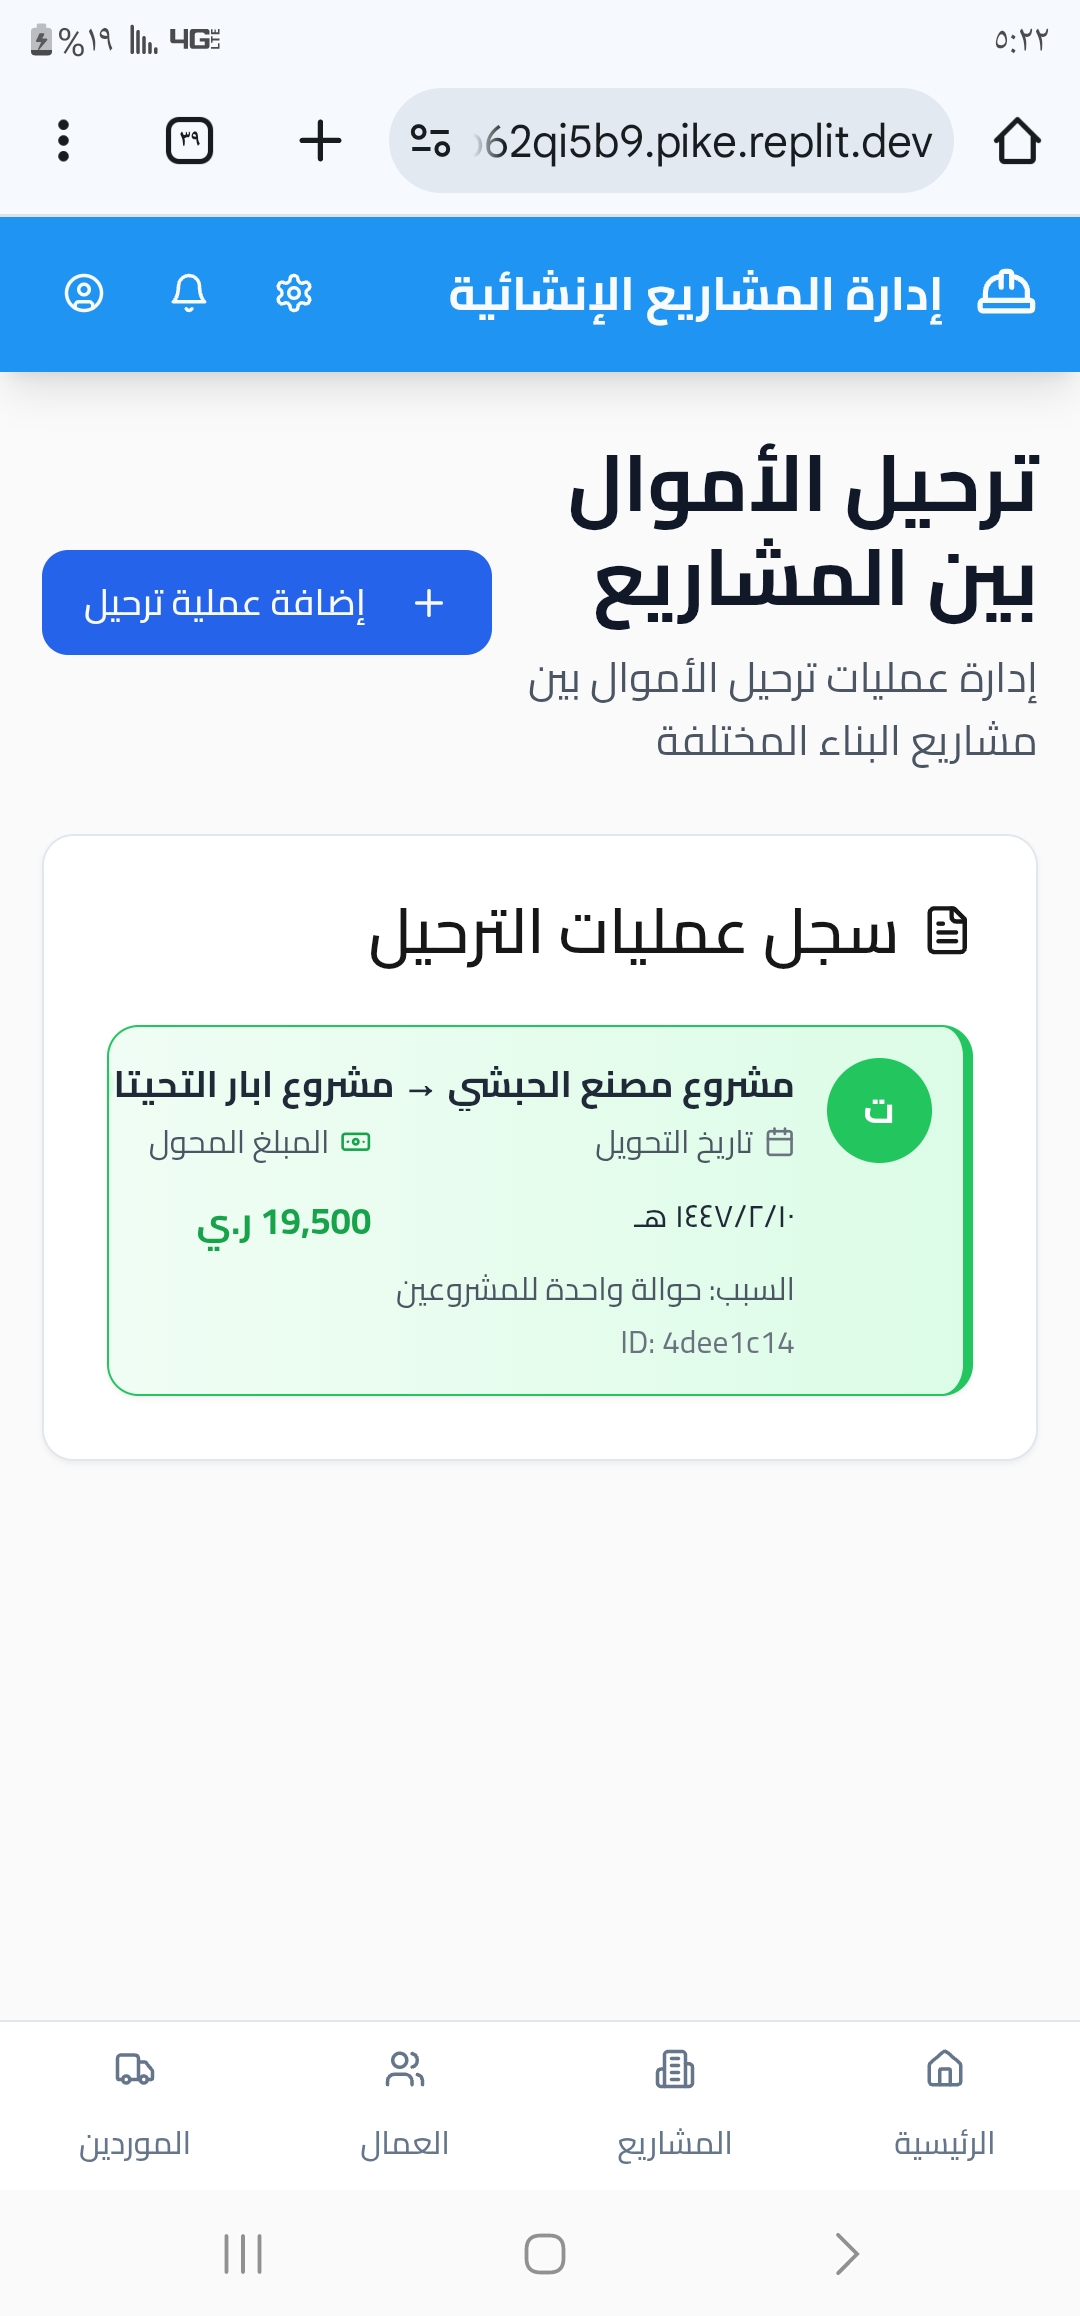 ٥:٢٢
4G LTE
%١٩
62qi5b9.pike.replit.dev
٣٩
إدارة المشاريع الإنشائية
ترحيل الأموال
بين المشاريع
إضافة عملية ترحيل
إدارة عمليات ترحيل الأموال بين
مشاريع البناء المختلفة
سجل عمليات الترحيل
ت
مشروع مصنع الحبشي → مشروع ابار التحيتا
تاريخ التحويل
المبلغ المحول
١٤٤٧/٢/١٠ هـ
19,500 ر.ي
السبب: حوالة واحدة للمشروعين
ID: 4dee1c14
الرئيسية
المشاريع
العمال
الموردين